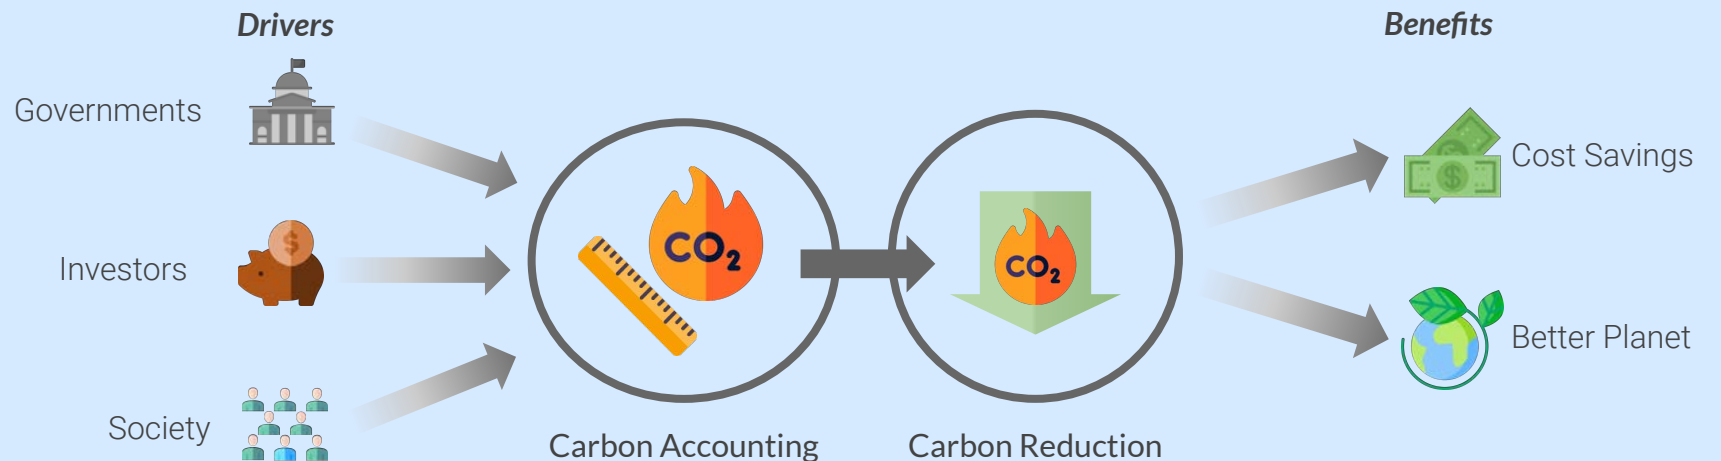 Drivers
Benefits
Governments
Investors
Society
CO2
Carbon Accounting
CO2
Carbon Reduction
$
$
Cost Savings
Better Planet